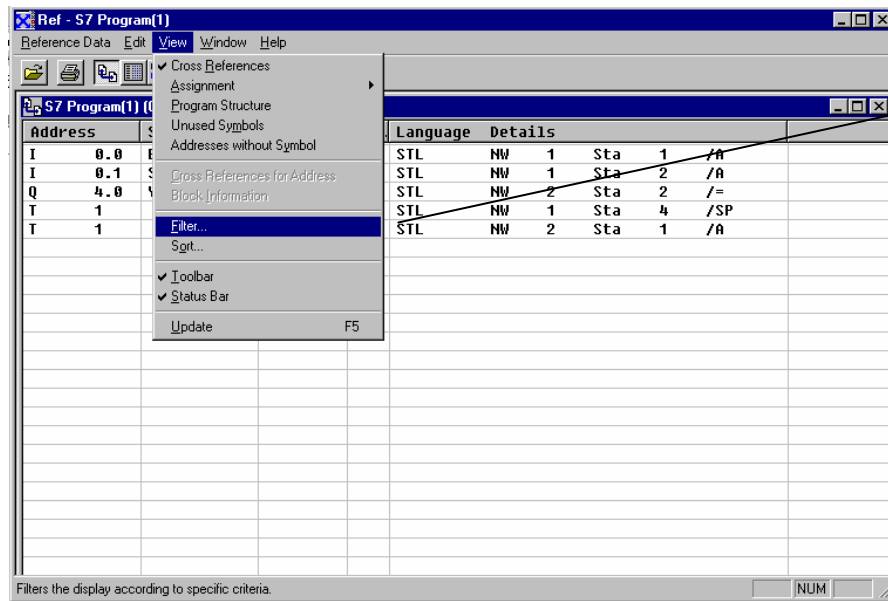 Ref - S7 Program(1)
Reference Data Edit View Window Help
Cross References
Assignment
Program Structure
Unused Symbols
Addresses without Symbol
Cross References for Address
Block Information
Filter...
Sort...
Toolbar
Status Bar
Update F5
S7 Program(1)
Address Language Details
I 0.0 STL NW 1 Sta 1 /A
I 0.1 STL NW 1 Sta 2 /A
Q 4.0 STL NW 2 Sta 2 /=
T 1 STL NW 1 Sta 4 /SP
T 1 STL NW 2 Sta 1 /A
Filters the display according to specific criteria. NUM